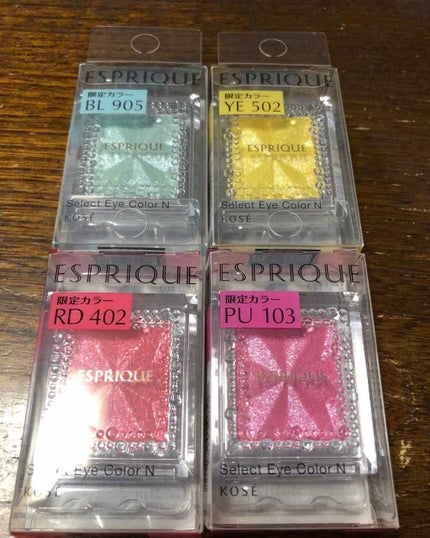 ESPRIQUE
限定カラー
BL 905
ESPRIQUE
Select Eye Color N
KOSÉ
ESPRIQUE
限定カラー
YE 502
ESPRIQUE
Select Eye Color N
KOSÉ
ESPRIQUE
限定カラー
RD 402
ESPRIQUE
Select Eye Color N
KOSÉ
ESPRIQUE
限定カラー
PU 103
ESPRIQUE
Select Eye Color N
KOSÉ